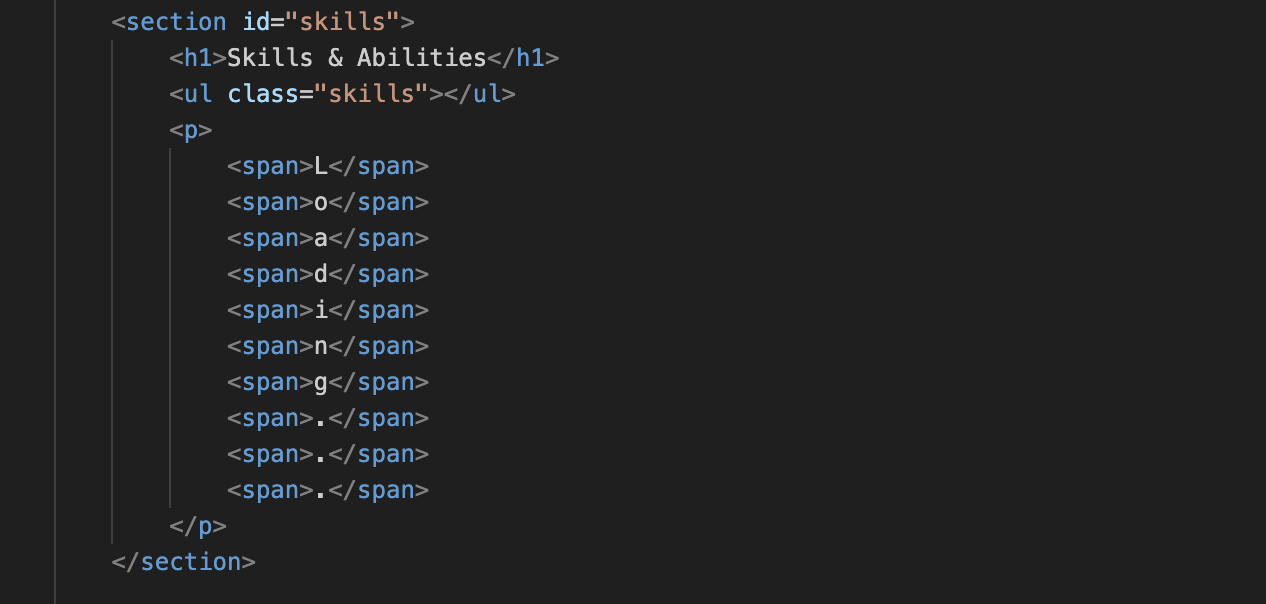 <section id="skills">
<h1>Skills & Abilities</h1>
<ul class="skills"></ul>
<p>
<span>L</span>
<span>o</span>
<span>a</span>
<span>d</span>
<span>i</span>
<span>n</span>
<span>g</span>
<span>.</span>
<span>.</span>
<span>.</span>
</p>
</section>